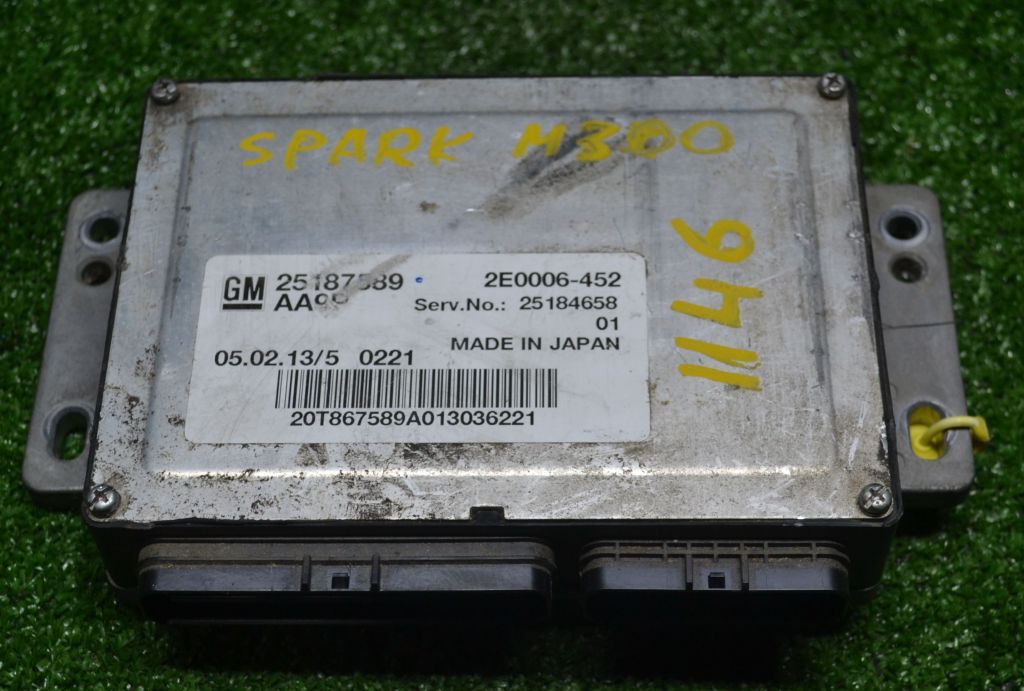 SPARK M300
1146
GM 25187589 2E0006-452
Serv.No.: 25184658
01
MADE IN JAPAN
05.02.13/5 0221
20T867589A013036221